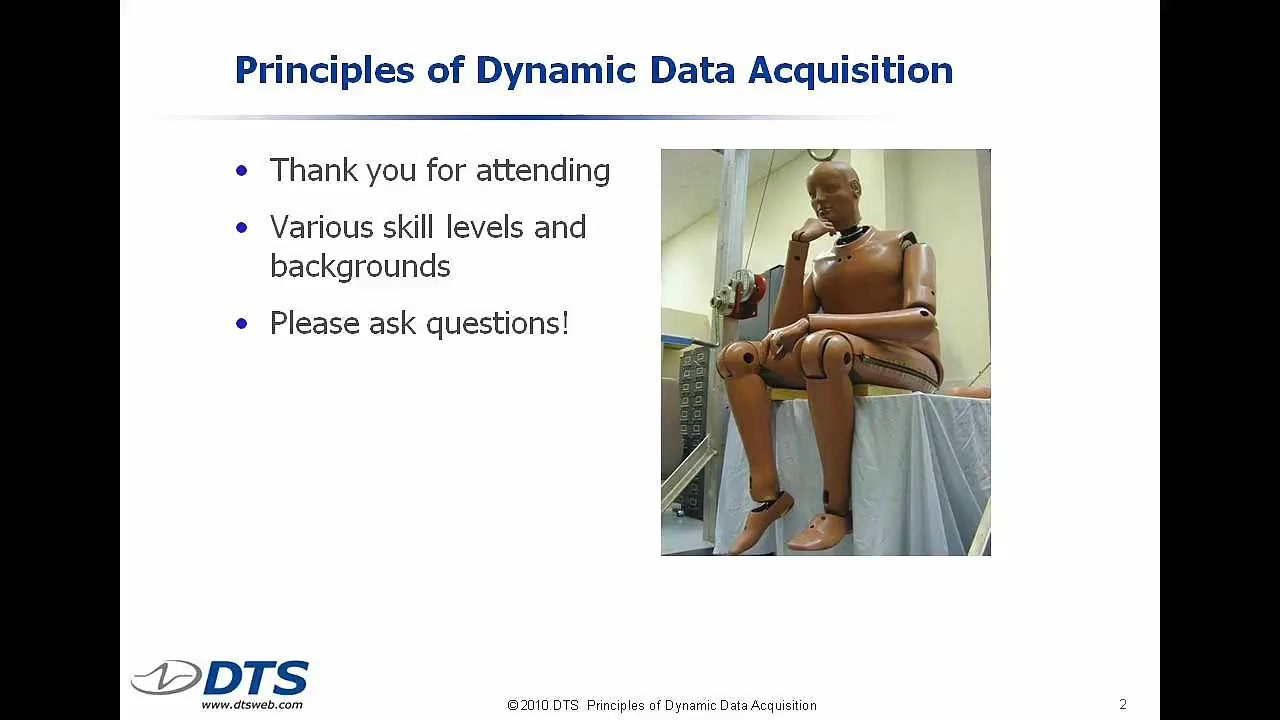 Principles of Dynamic Data Acquisition
• Thank you for attending
• Various skill levels and
backgrounds
• Please ask questions!
DTS
www.dtsweb.com
©2010 DTS Principles of Dynamic Data Acquisition
2